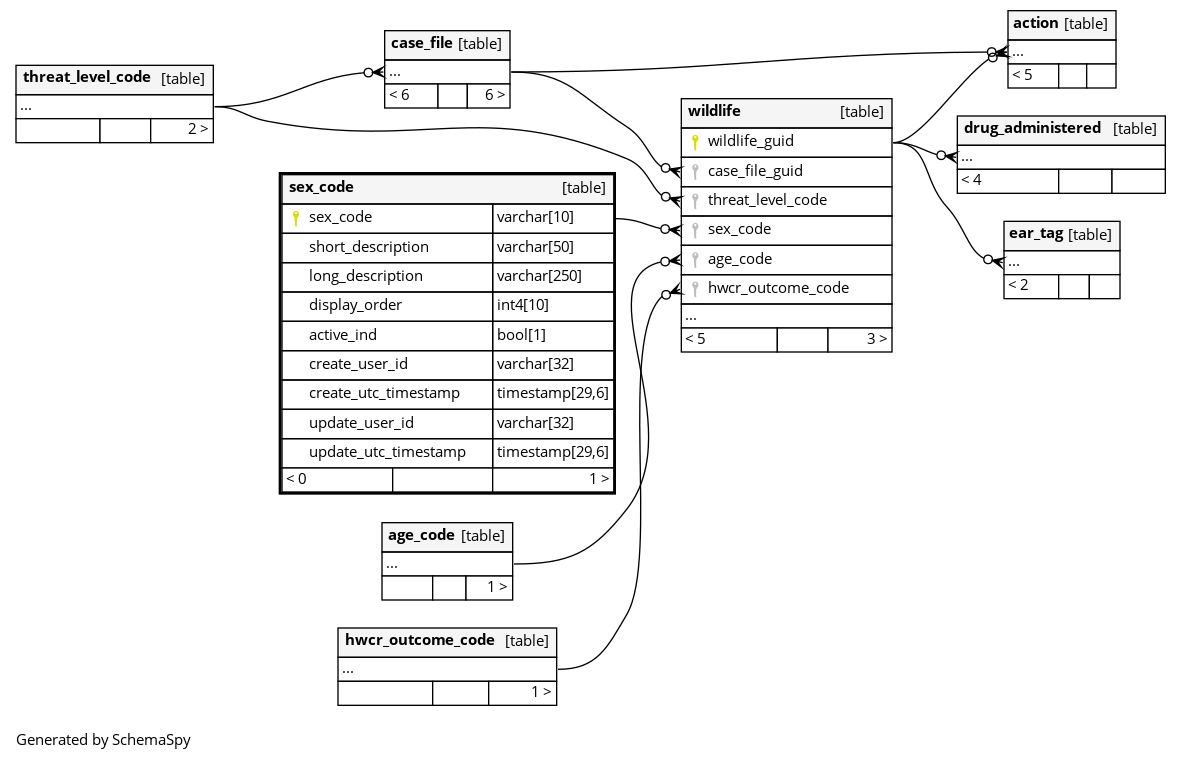 threat_level_code [table]
...
2 >
case_file [table]
...
< 6 6 >
action [table]
...
< 5
wildlife [table]
wildlife_guid
case_file_guid
threat_level_code
sex_code
age_code
hwcr_outcome_code
...
< 5 3 >
drug_administered [table]
...
< 4
ear_tag [table]
...
< 2
sex_code [table]
sex_code varchar[10]
short_description varchar[50]
long_description varchar[250]
display_order int4[10]
active_ind bool[1]
create_user_id varchar[32]
create_utc_timestamp timestamp[29,6]
update_user_id varchar[32]
update_utc_timestamp timestamp[29,6]
< 0 1 >
age_code [table]
...
1 >
hwcr_outcome_code [table]
...
1 >
Generated by SchemaSpy